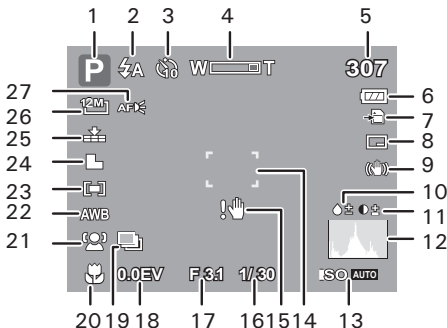 1 2 3 4 5
P A 10 W T 307
27 6
12M AF 7
26
25 8
24 9
23 10
22 AWB ! 11
21 12
0.0EV F 3.1 1/30 ISO AUTO
20 19 18 17 16 15 14 13